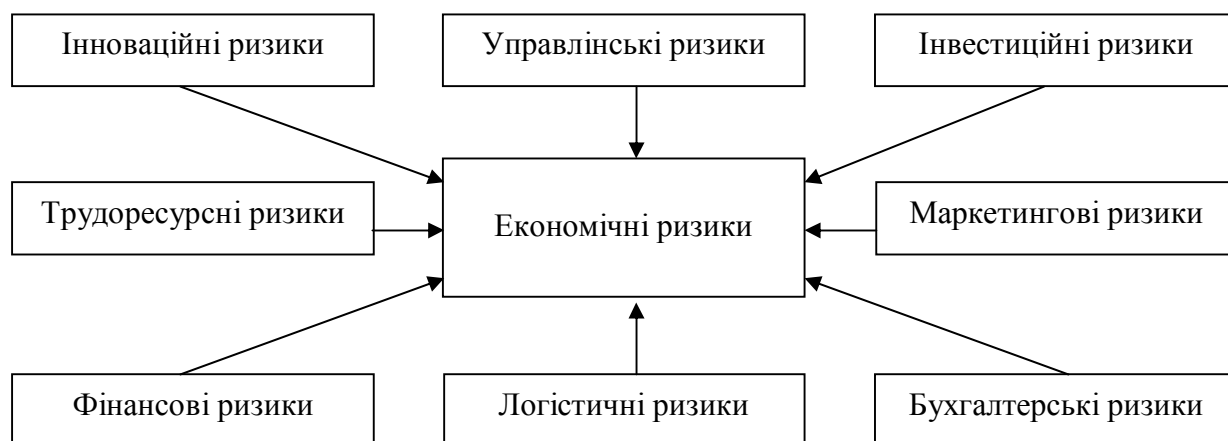 Інноваційні ризики
Управлінські ризики
Інвестиційні ризики
Трудоресурсні ризики
Економічні ризики
Маркетингові ризики
Фінансові ризики
Логістичні ризики
Бухгалтерські ризики